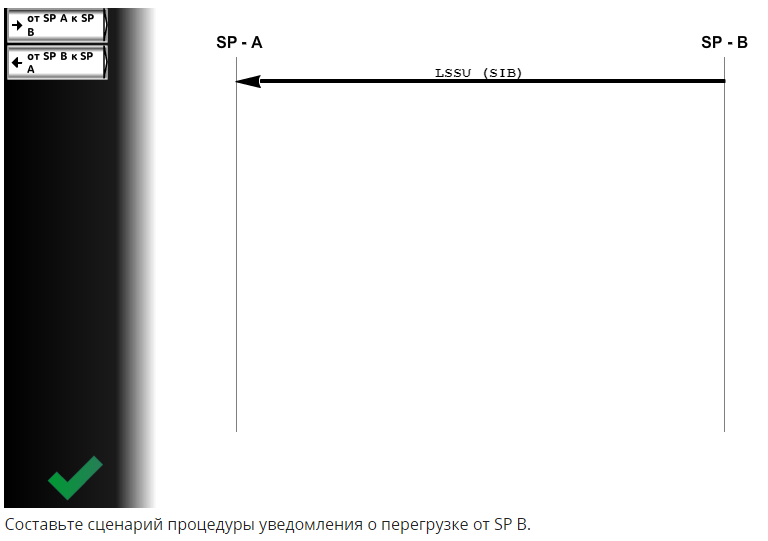 от SP A к SP
B
от SP B к SP
A
SP - A
SP - B
LSSU (SIB)
Составьте сценарий процедуры уведомления о перегрузке от SP B.